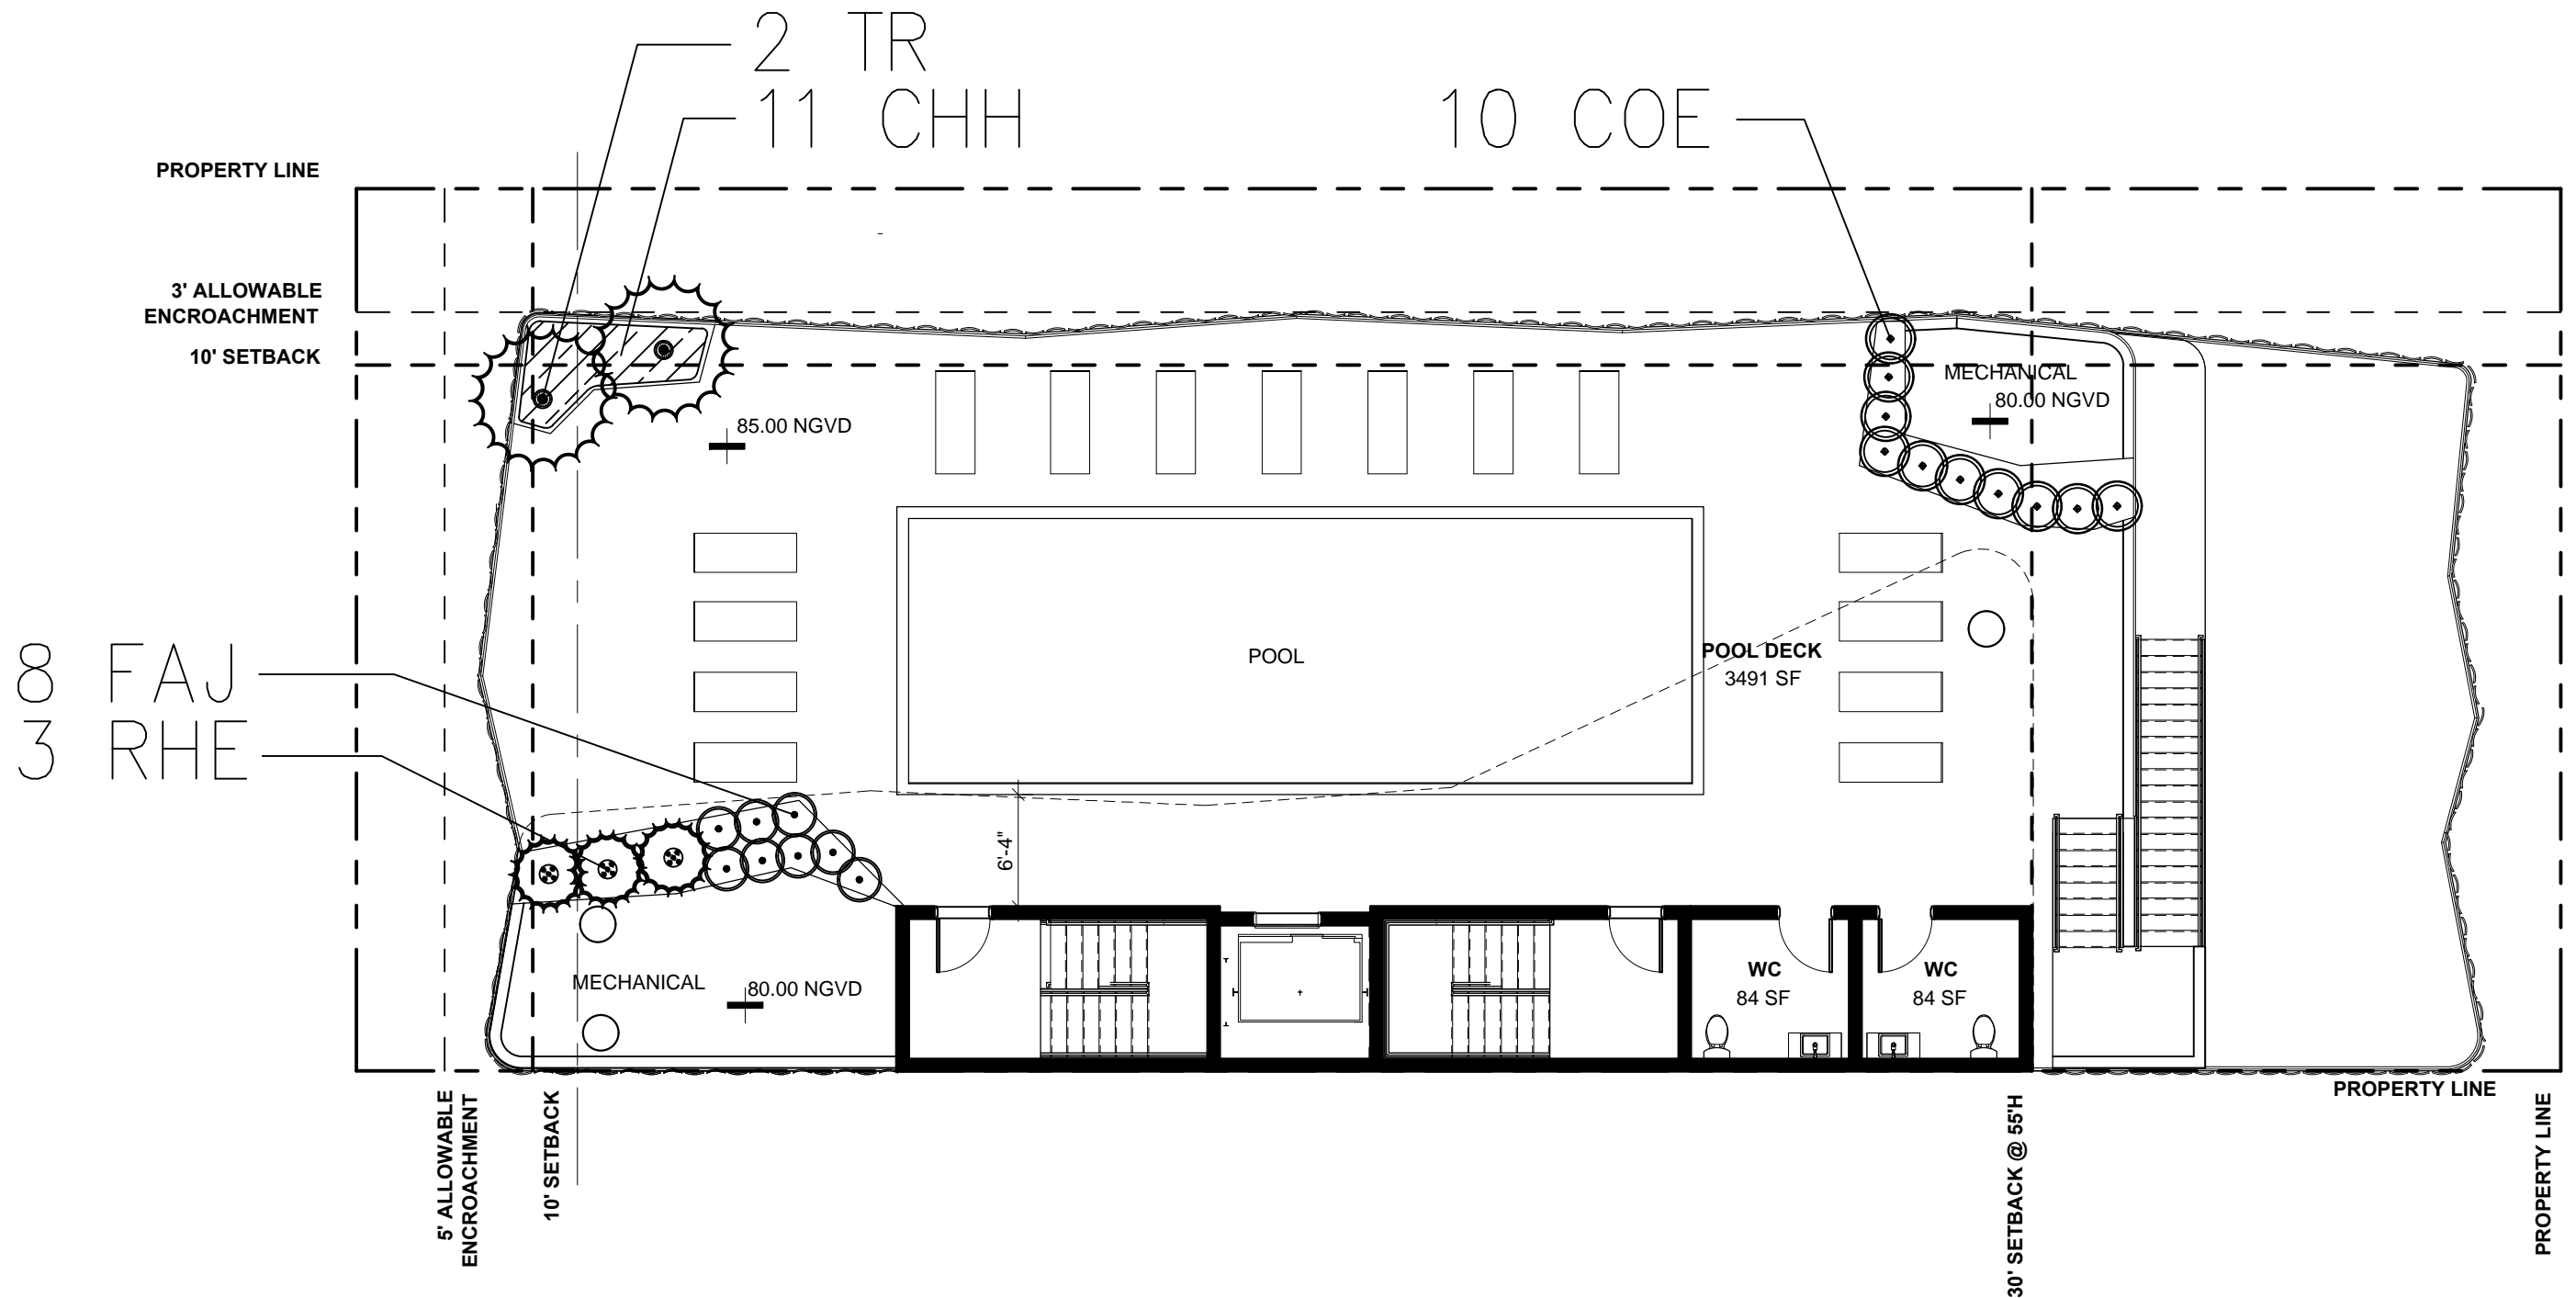 2 TR
11 CHH
10 COE
PROPERTY LINE
3' ALLOWABLE
ENCROACHMENT
10' SETBACK
MECHANICAL
80.00 NGVD
85.00 NGVD
8 FAJ
3 RHE
POOL
POOL DECK
3491 SF
6'-4"
MECHANICAL
80.00 NGVD
WC
84 SF
WC
84 SF
PROPERTY LINE
5' ALLOWABLE
ENCROACHMENT
10' SETBACK
30' SETBACK @ 55'H
PROPERTY LINE